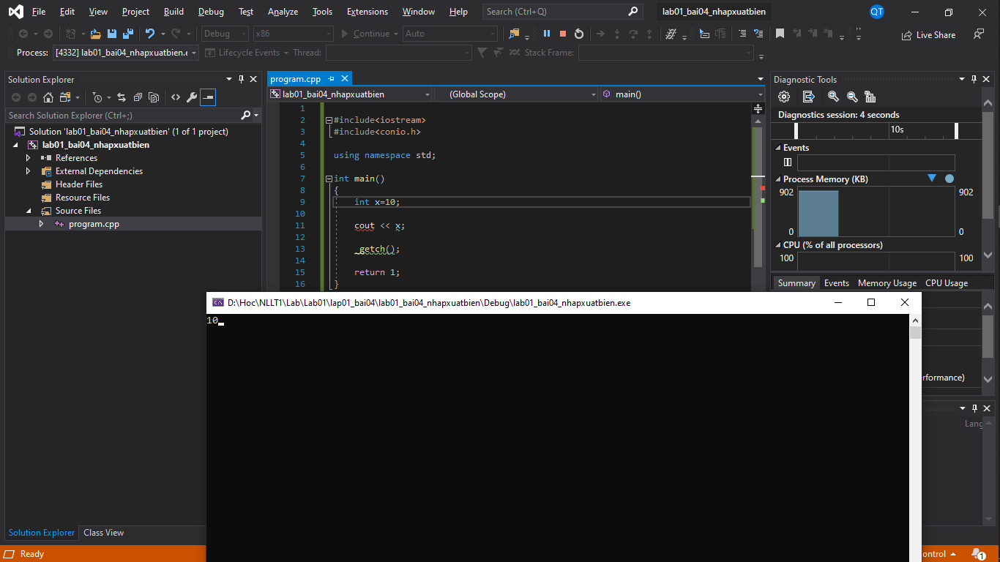 File Edit View Project Build Debug Test Analyze Tools Extensions Window Help Search (Ctrl+Q) lab01_bai04_nhapxuatbien QT
Debug x86 Continue Auto Live Share
Process: [4332] lab01_bai04_nhapxuatbien.e Lifecycle Events Thread: Stack Frame:
Solution Explorer
Search Solution Explorer (Ctrl+;)
Solution 'lab01_bai04_nhapxuatbien' (1 of 1 project)
lab01_bai04_nhapxuatbien
References
External Dependencies
Header Files
Resource Files
Source Files
program.cpp
Solution Explorer Class View
program.cpp
lab01_bai04_nhapxuatbien (Global Scope) main()
1
2 #include<iostream>
3 #include<conio.h>
4
5 using namespace std;
6
7 int main()
8 {
9 int x=10;
10
11 cout << x;
12
13 _getch();
14
15 return 1;
16 }
Diagnostic Tools
Diagnostics session: 4 seconds
10s
Events
Process Memory (KB)
902 902
0 0
CPU (% of all processors)
100 100
Summary Events Memory Usage CPU Usage
rformance)
Lang
D:\Hoc\NLLT1\Lab\Lab01\lap01_bai04\lab01_bai04_nhapxuatbien\Debug\lab01_bai04_nhapxuatbien.exe
10
Ready
ontrol 1